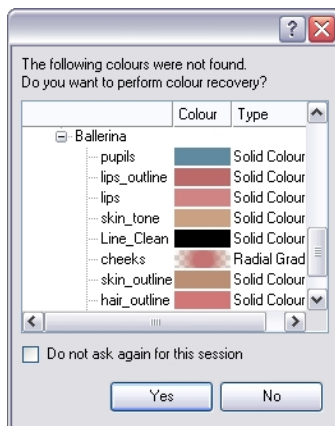 The following colours were not found.
Do you want to perform colour recovery?
Colour Type
Ballerina
pupils Solid Colour
lips_outline Solid Colour
lips Solid Colour
skin_tone Solid Colour
Line_Clean Solid Colour
cheeks Radial Grad
skin_outline Solid Colour
hair_outline Solid Colour
Do not ask again for this session
Yes No